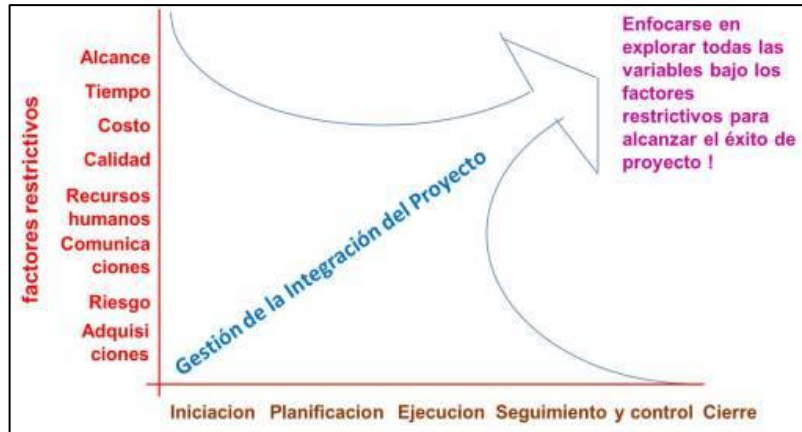 factores restrictivos
Alcance
Tiempo
Costo
Calidad
Recursos
humanos
Comunica
ciones
Riesgo
Adquisi
ciones
Gestión de la Integración del Proyecto
Enfocarse en
explorar todas las
variables bajo los
factores
restrictivos para
alcanzar el éxito de
proyecto !
Iniciacion Planificacion Ejecucion Seguimiento y control Cierre